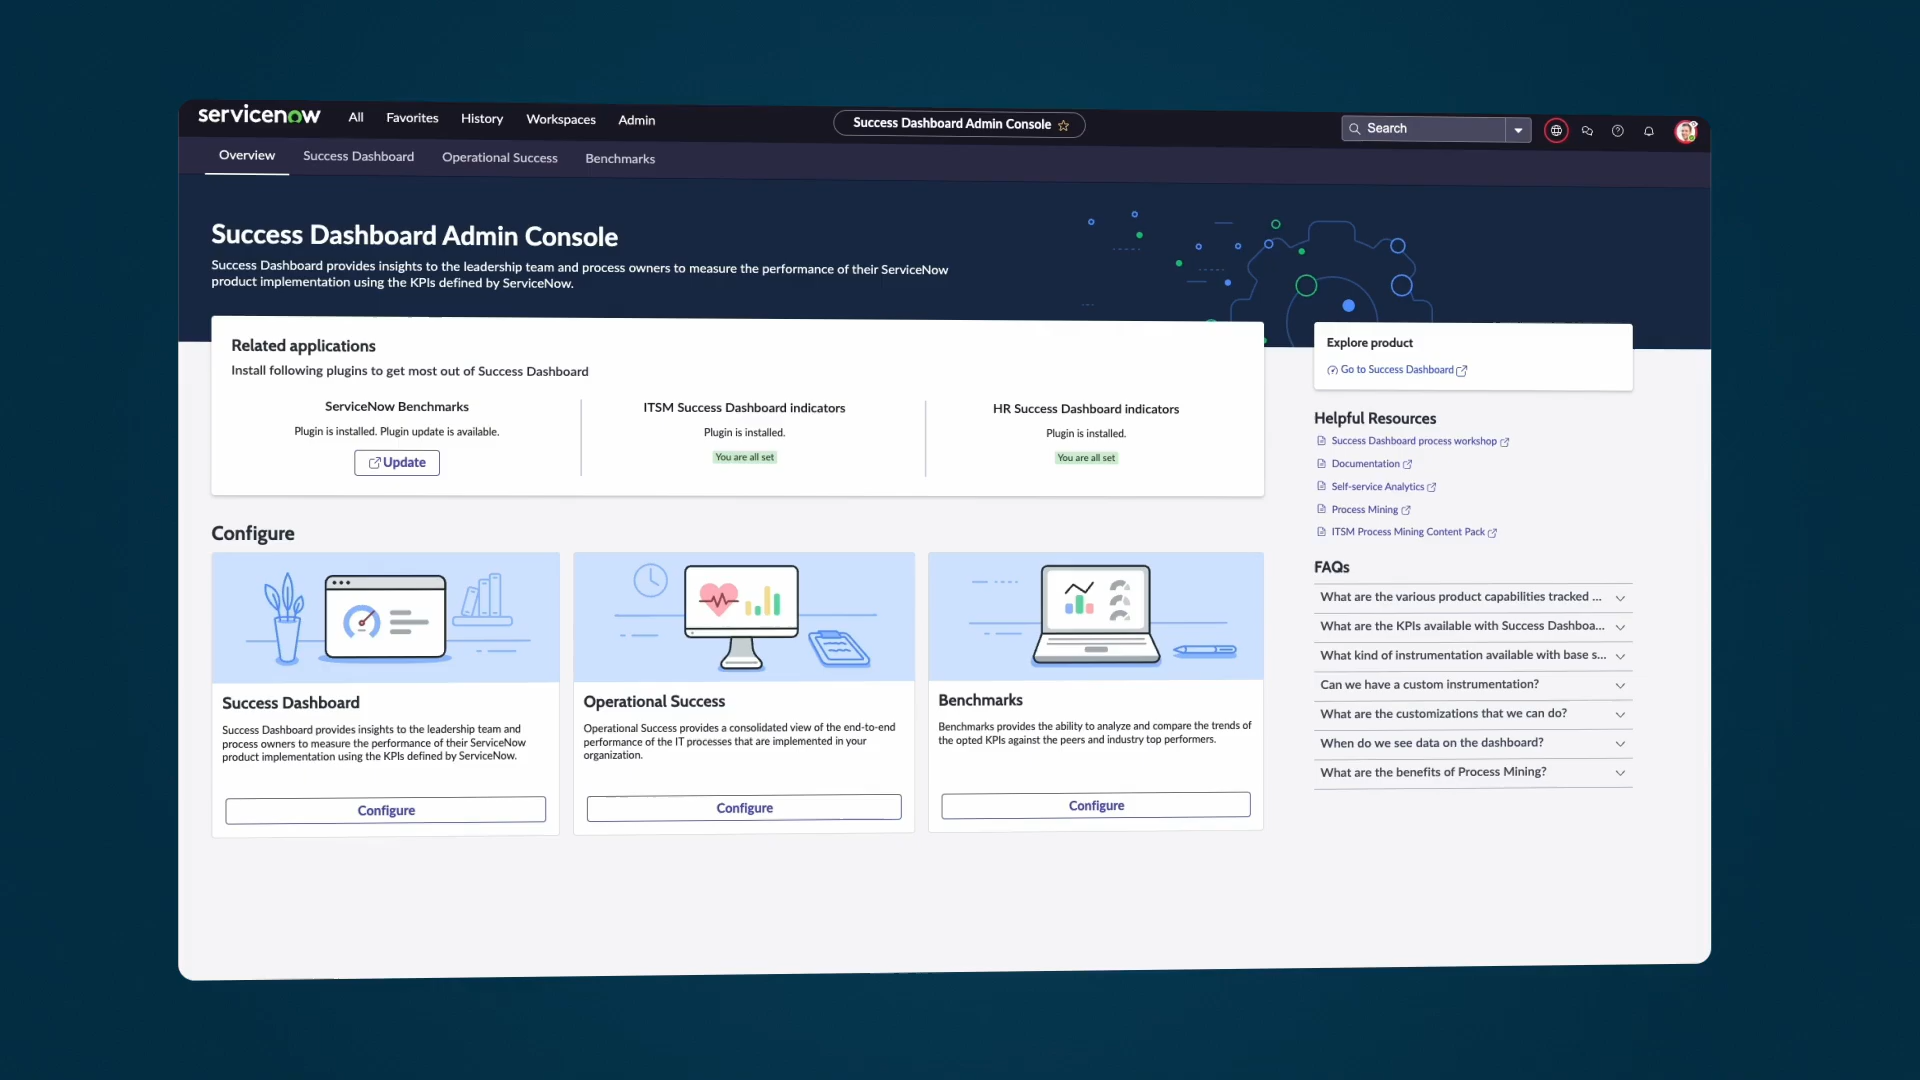 servicenow
All
Favorites
History
Workspaces
Admin
Success Dashboard Admin Console
Search
Overview
Success Dashboard
Operational Success
Benchmarks
Success Dashboard Admin Console
Success Dashboard provides insights to the leadership team and process owners to measure the performance of their ServiceNow
product implementation using the KPIs defined by ServiceNow.
Related applications
Install following plugins to get most out of Success Dashboard
ServiceNow Benchmarks
Plugin is installed. Plugin update is available.
Update
ITSM Success Dashboard indicators
Plugin is installed.
You are all set
HR Success Dashboard indicators
Plugin is installed.
You are all set
Explore product
Go to Success Dashboard
Helpful Resources
Success Dashboard process workshop
Documentation
Self-service Analytics
Process Mining
ITSM Process Mining Content Pack
FAQs
What are the various product capabilities tracked ...
What are the KPIs available with Success Dashboa...
What kind of instrumentation available with base s...
Can we have a custom instrumentation?
What are the customizations that we can do?
When do we see data on the dashboard?
What are the benefits of Process Mining?
Configure
Success Dashboard
Success Dashboard provides insights to the leadership team and
process owners to measure the performance of their ServiceNow
product implementation using the KPIs defined by ServiceNow.
Configure
Operational Success
Operational Success provides a consolidated view of the end-to-end
performance of the IT processes that are implemented in your
organization.
Configure
Benchmarks
Benchmarks provides the ability to analyze and compare the trends of
the opted KPIs against the peers and industry top performers.
Configure